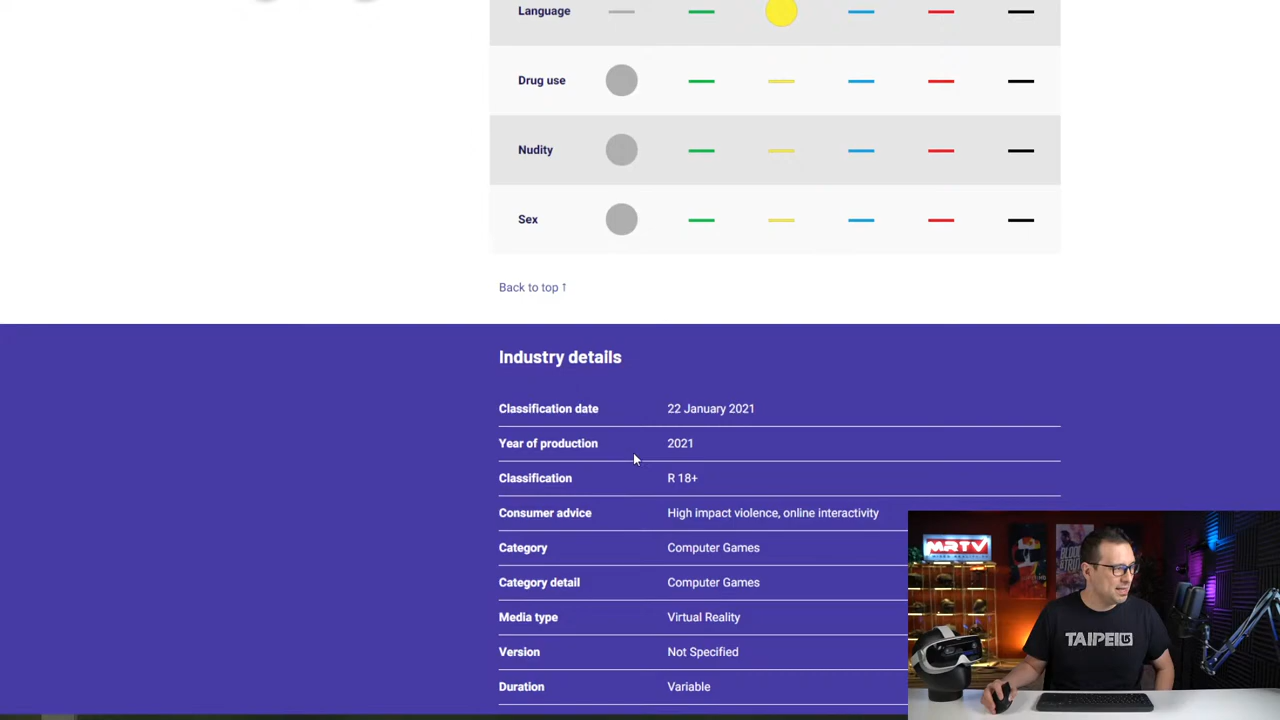 Language
Drug use
Nudity
Sex
Back to top ↑
Industry details
Classification date 22 January 2021
Year of production 2021
Classification R 18+
Consumer advice High impact violence, online interactivity
Category Computer Games
Category detail Computer Games
Media type Virtual Reality
Version Not Specified
Duration Variable
MRTV
TAIPEI
BLOOD
TRUTH